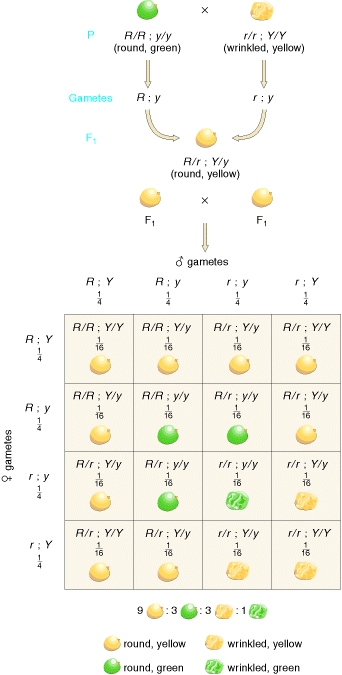 P
×
R/R ; y/y
(round, green)
r/r ; Y/Y
(wrinkled, yellow)
Gametes
R ; y
r ; y
F1
R/r ; Y/y
(round, yellow)
×
F1
F1
♂ gametes
R ; Y R ; y r ; y r ; Y
1/4 1/4 1/4 1/4
♀ gametes
R ; Y
1/4
R/R ; Y/Y R/R ; Y/y R/r ; Y/y R/r ; Y/Y
1/16 1/16 1/16 1/16
R ; y
1/4
R/R ; Y/y R/R ; y/y R/r ; y/y R/r ; Y/y
1/16 1/16 1/16 1/16
r ; y
1/4
R/r ; Y/y R/r ; y/y r/r ; y/y r/r ; Y/y
1/16 1/16 1/16 1/16
r ; Y
1/4
R/r ; Y/Y R/r ; Y/y r/r ; Y/y r/r ; Y/Y
1/16 1/16 1/16 1/16
9 : 3 : 3 : 1
round, yellow
wrinkled, yellow
round, green
wrinkled, green